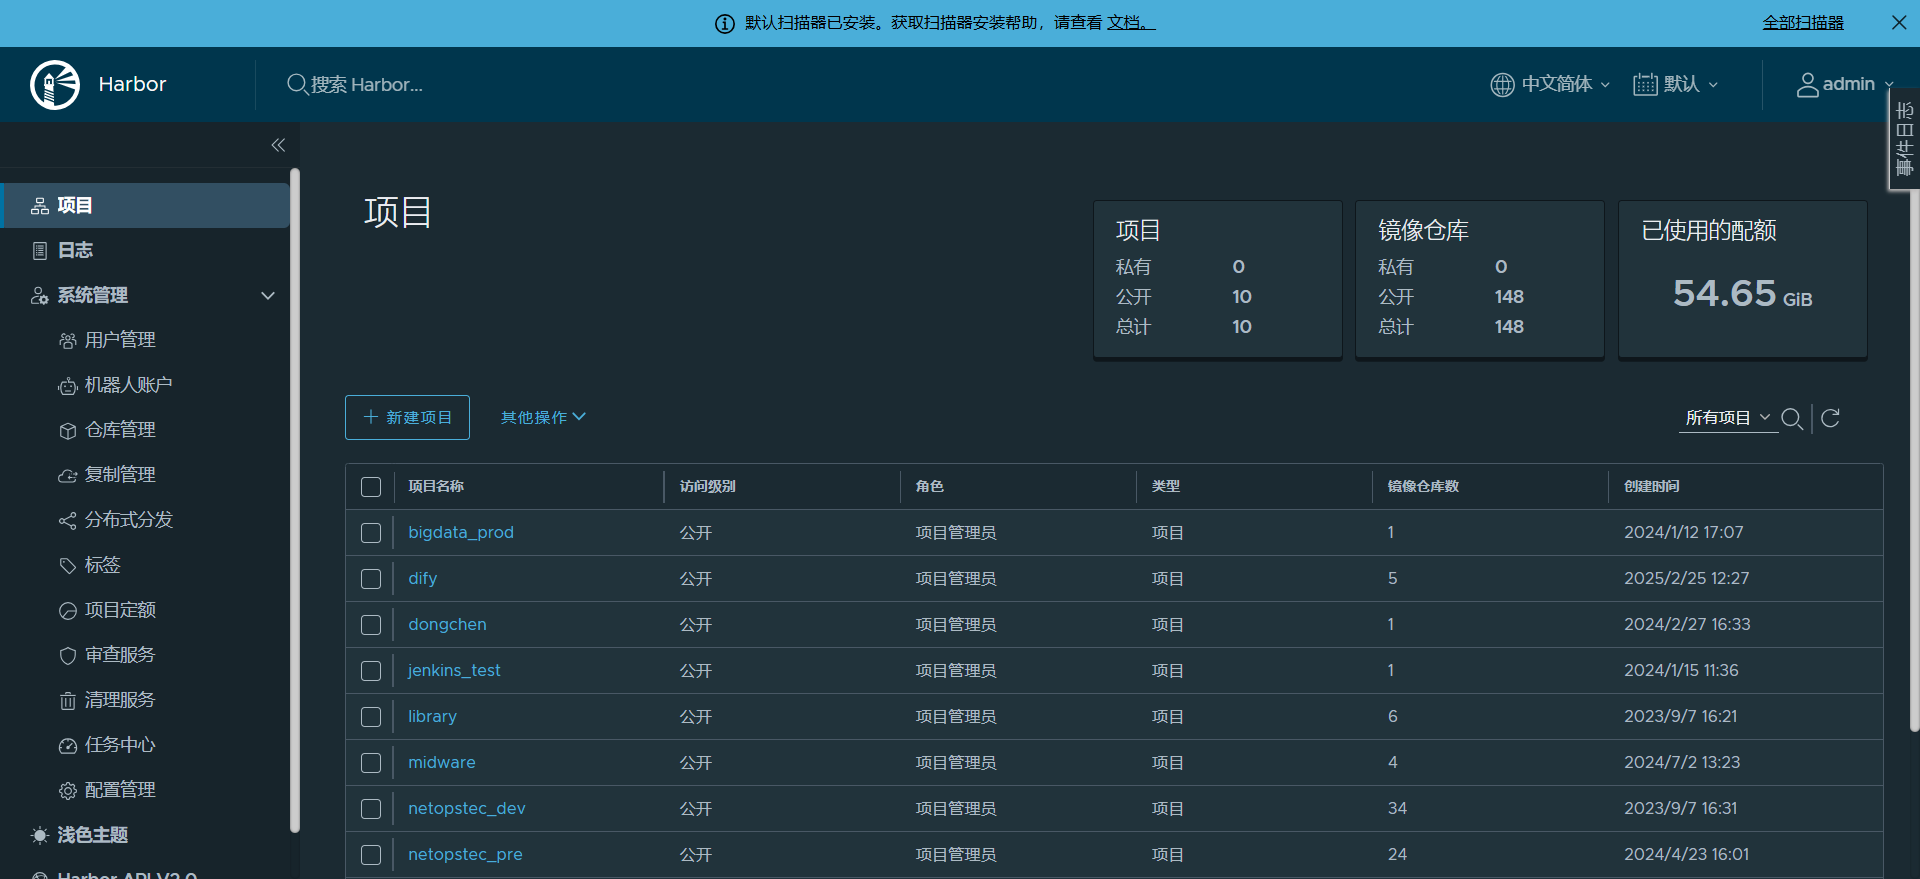 默认扫描器已安装。获取扫描器安装帮助，请查看 文档。
全部扫描器
Harbor
搜索 Harbor...
中文简体
默认
admin
事件日志
项目
日志
系统管理
用户管理
机器人账户
仓库管理
复制管理
分布式分发
标签
项目定额
审查服务
清理服务
任务中心
配置管理
浅色主题
Harbor API V2.0
项目
项目
私有 0
公开 10
总计 10
镜像仓库
私有 0
公开 148
总计 148
已使用的配额
54.65 GiB
新建项目
其他操作
所有项目
项目名称 访问级别 角色 类型 镜像仓库数 创建时间
bigdata_prod 公开 项目管理员 项目 1 2024/1/12 17:07
dify 公开 项目管理员 项目 5 2025/2/25 12:27
dongchen 公开 项目管理员 项目 1 2024/2/27 16:33
jenkins_test 公开 项目管理员 项目 1 2024/1/15 11:36
library 公开 项目管理员 项目 6 2023/9/7 16:21
midware 公开 项目管理员 项目 4 2024/7/2 13:23
netopstec_dev 公开 项目管理员 项目 34 2023/9/7 16:31
netopstec_pre 公开 项目管理员 项目 24 2024/4/23 16:01